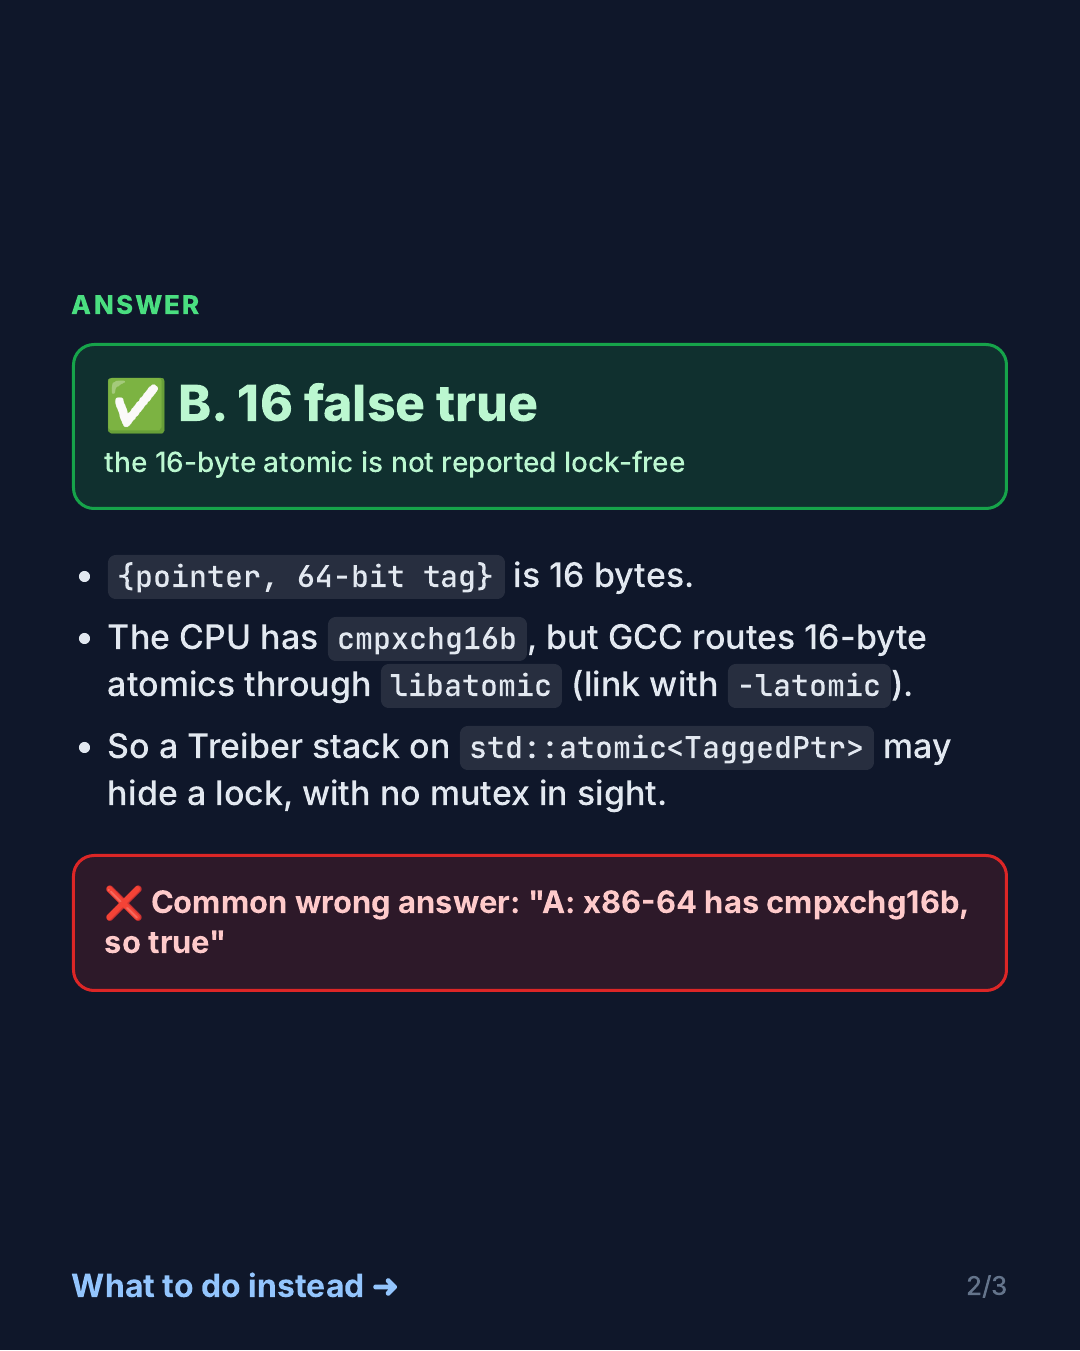 ANSWER
✅ B. 16 false true
the 16-byte atomic is not reported lock-free
• {pointer, 64-bit tag} is 16 bytes.
• The CPU has cmpxchg16b, but GCC routes 16-byte
atomics through libatomic (link with -latomic).
• So a Treiber stack on std::atomic<TaggedPtr> may
hide a lock, with no mutex in sight.
❌ Common wrong answer: "A: x86-64 has cmpxchg16b,
so true"
What to do instead ➜
2/3